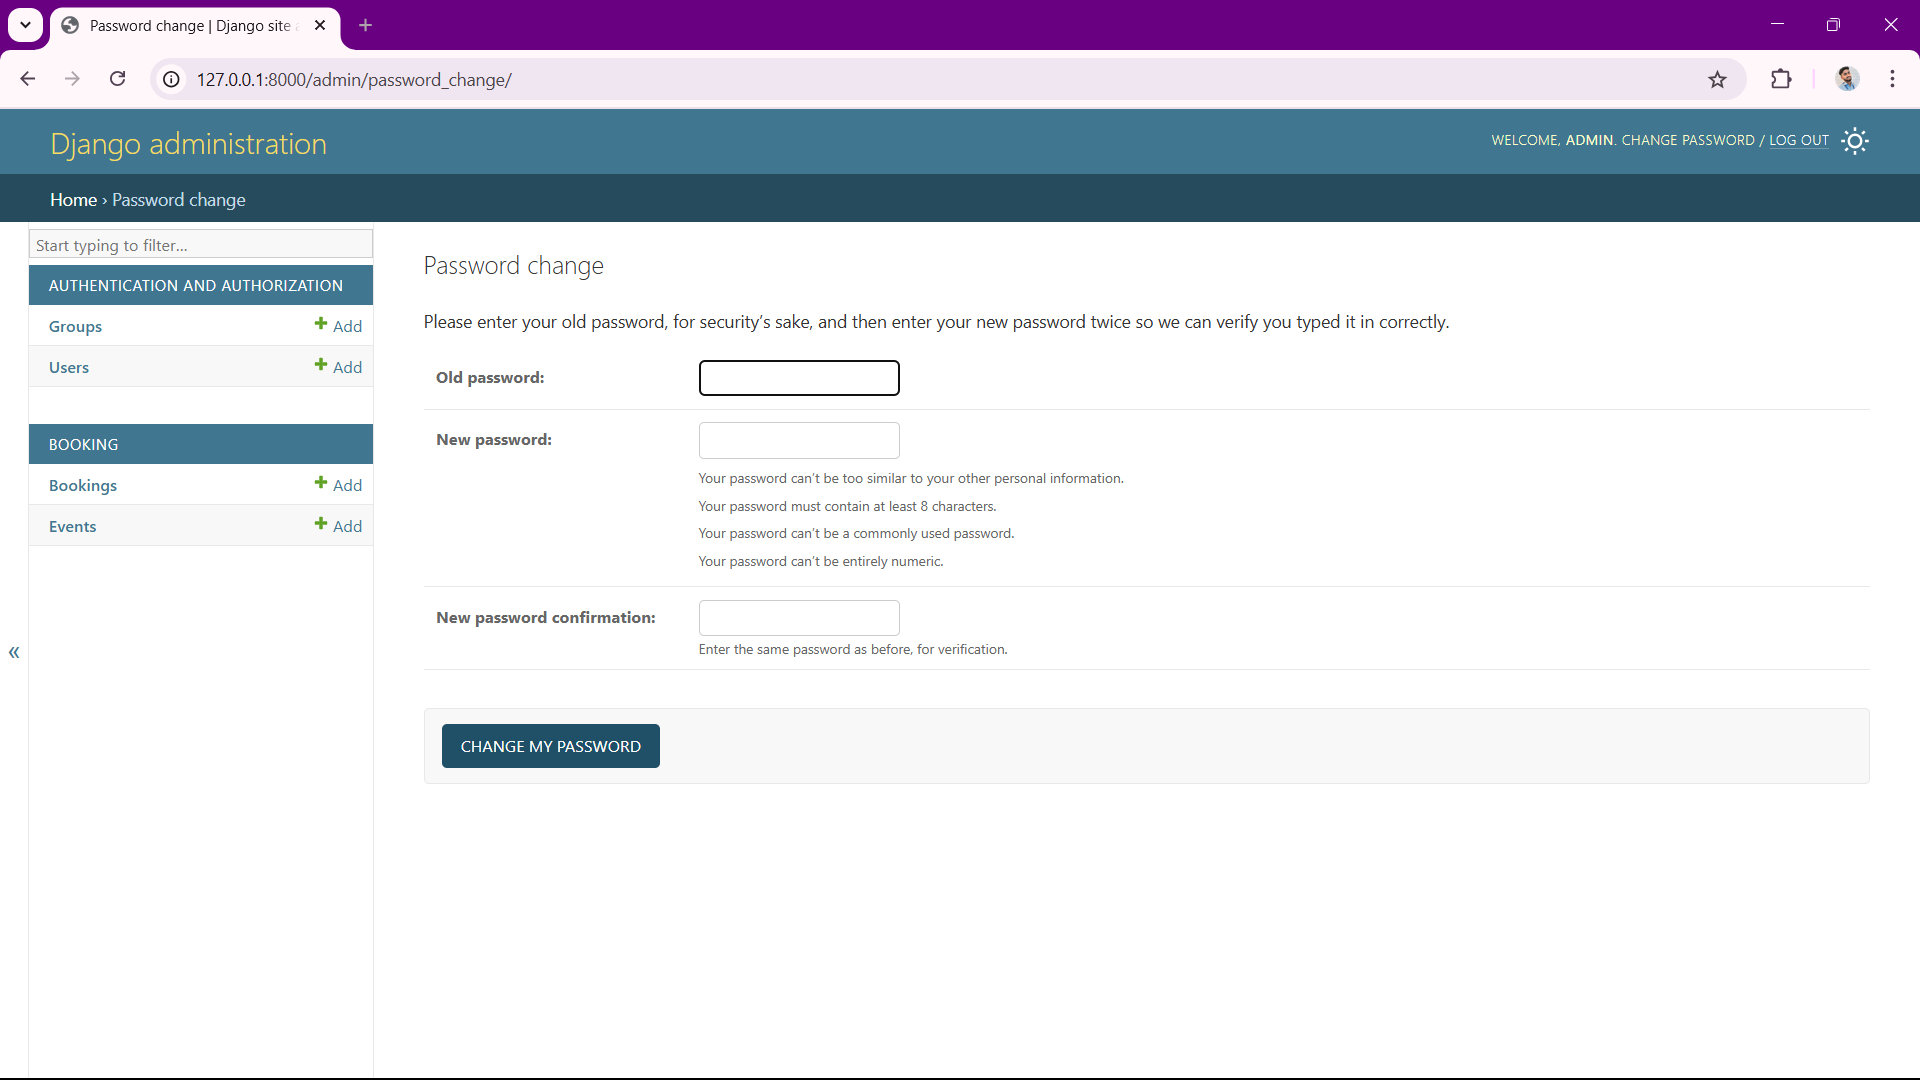 Password change | Django site
127.0.0.1:8000/admin/password_change/
Django administration
WELCOME, ADMIN. CHANGE PASSWORD / LOG OUT
Home › Password change
Start typing to filter...
AUTHENTICATION AND AUTHORIZATION
Groups + Add
Users + Add
BOOKING
Bookings + Add
Events + Add
«
Password change
Please enter your old password, for security’s sake, and then enter your new password twice so we can verify you typed it in correctly.
Old password:
New password:
Your password can’t be too similar to your other personal information.
Your password must contain at least 8 characters.
Your password can’t be a commonly used password.
Your password can’t be entirely numeric.
New password confirmation:
Enter the same password as before, for verification.
CHANGE MY PASSWORD